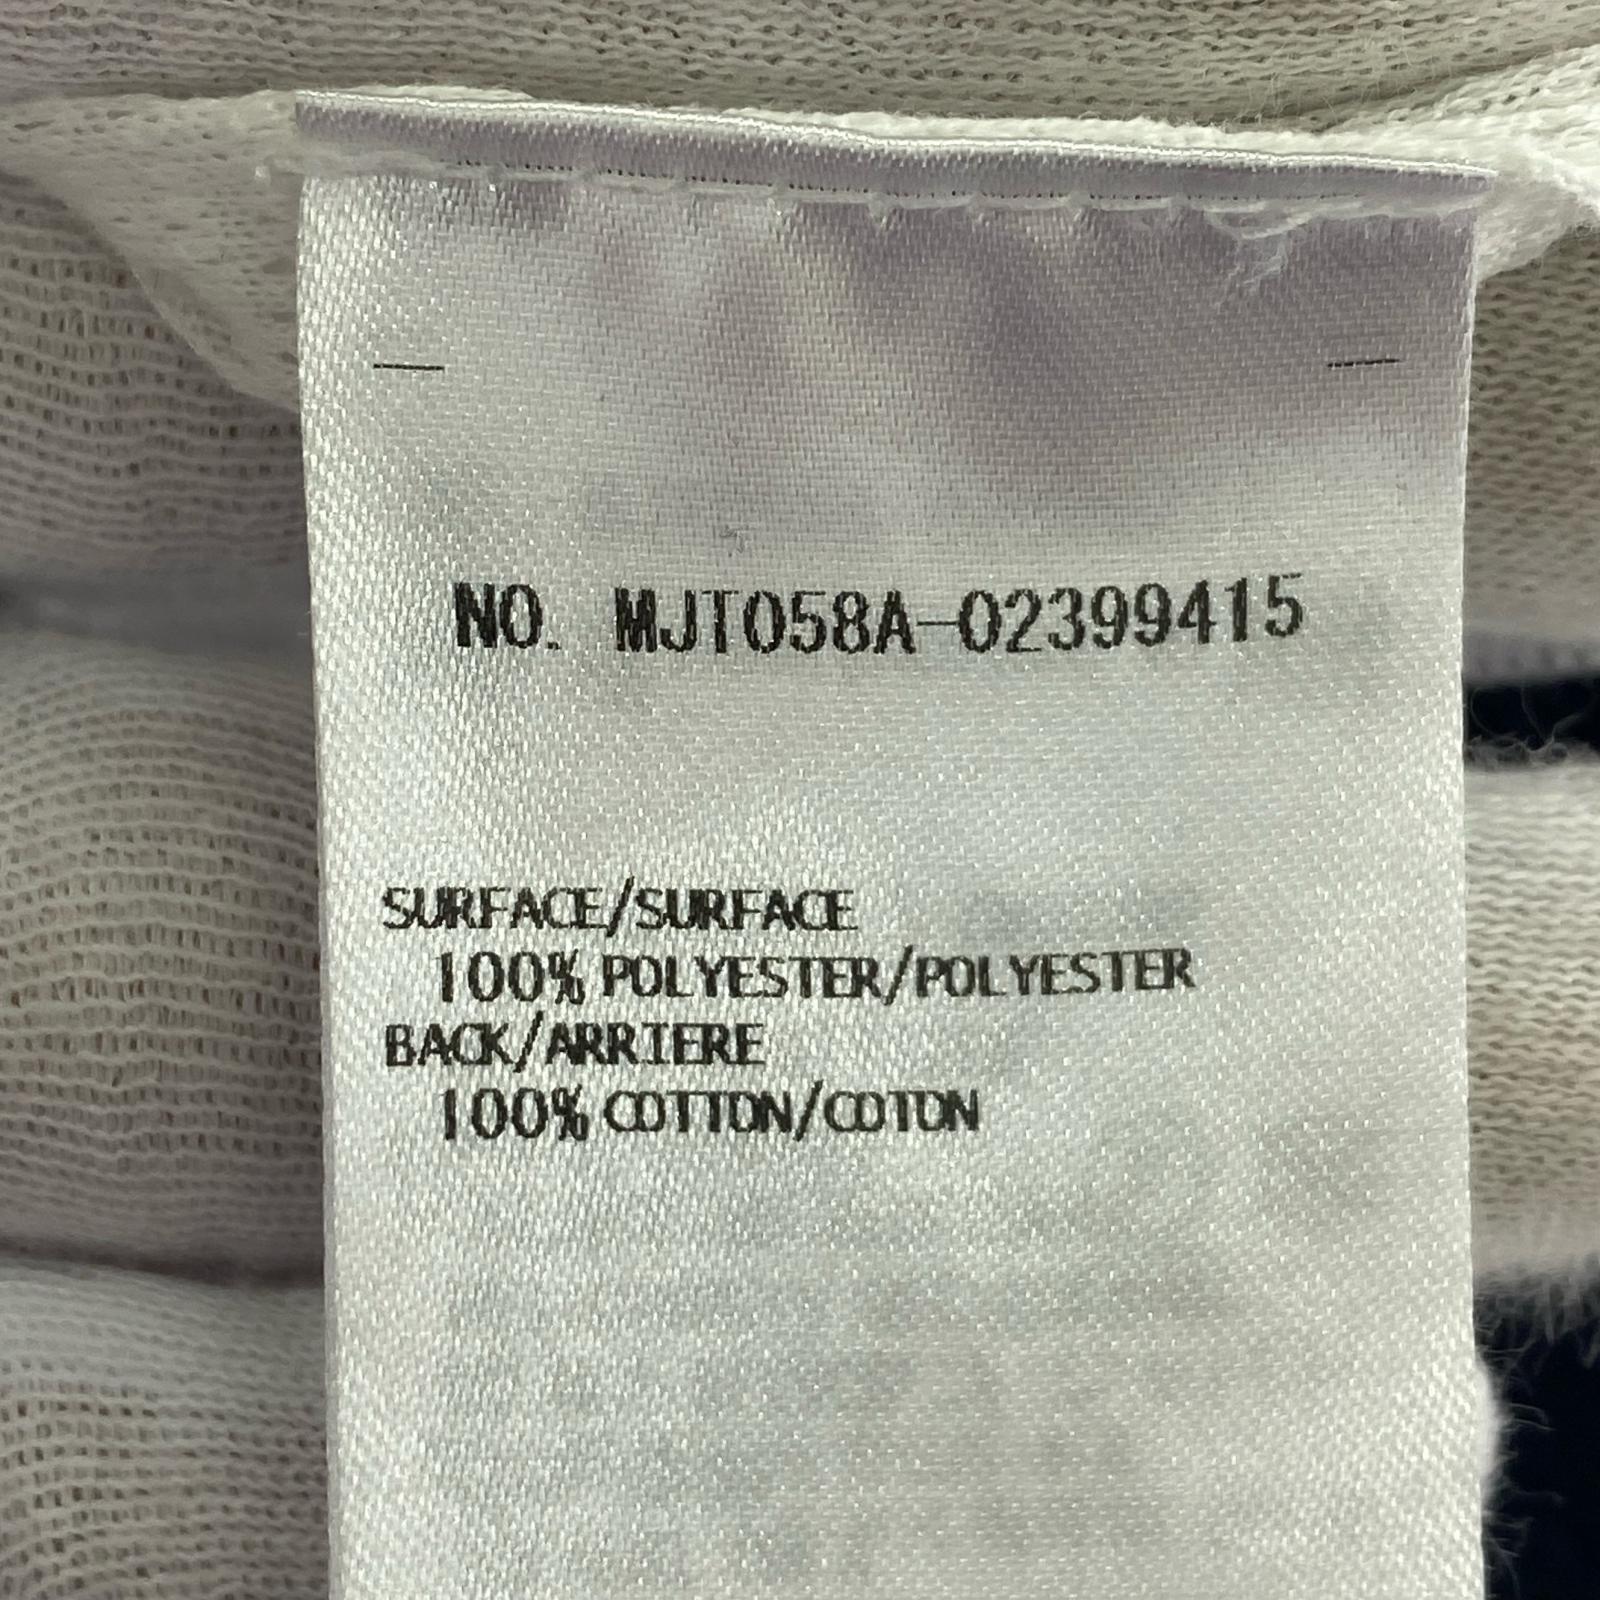 NO. MJT058A-02399415
SURFACE/SURFACE
100% POLYESTER/POLYESTER
BACK/ARRIERE
100% COTTON/COTON